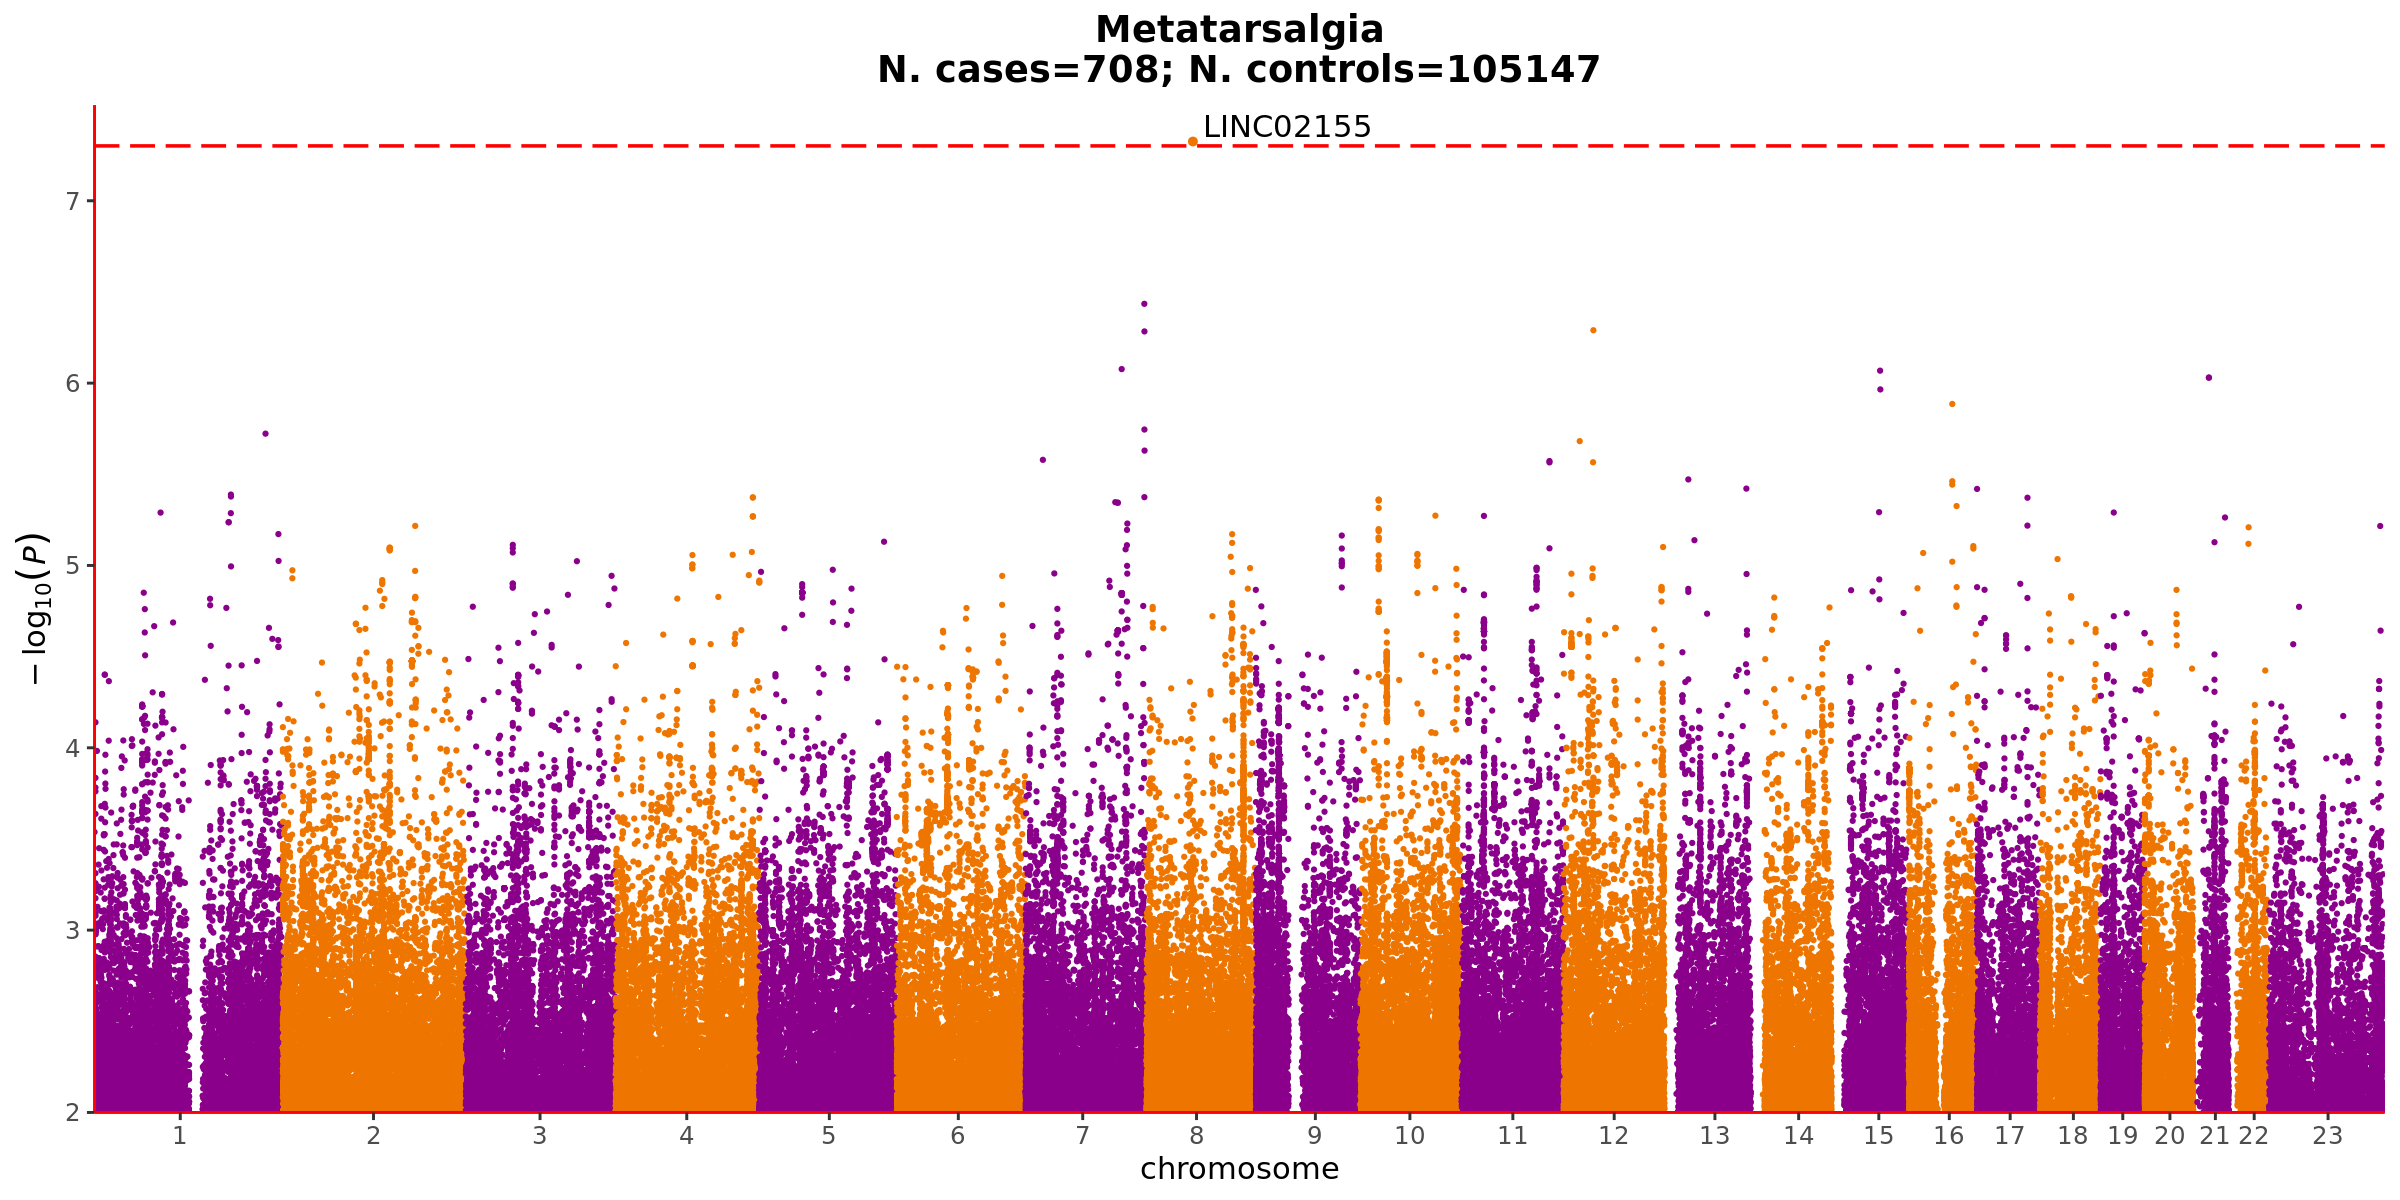 Metatarsalgia
N. cases=708; N. controls=105147
LINC02155
7
6
5
4
3
2
− log10(P)
1 2 3 4 5 6 7 8 9 10 11 12 13 14 15 16 17 18 19 20 21 22 23
chromosome